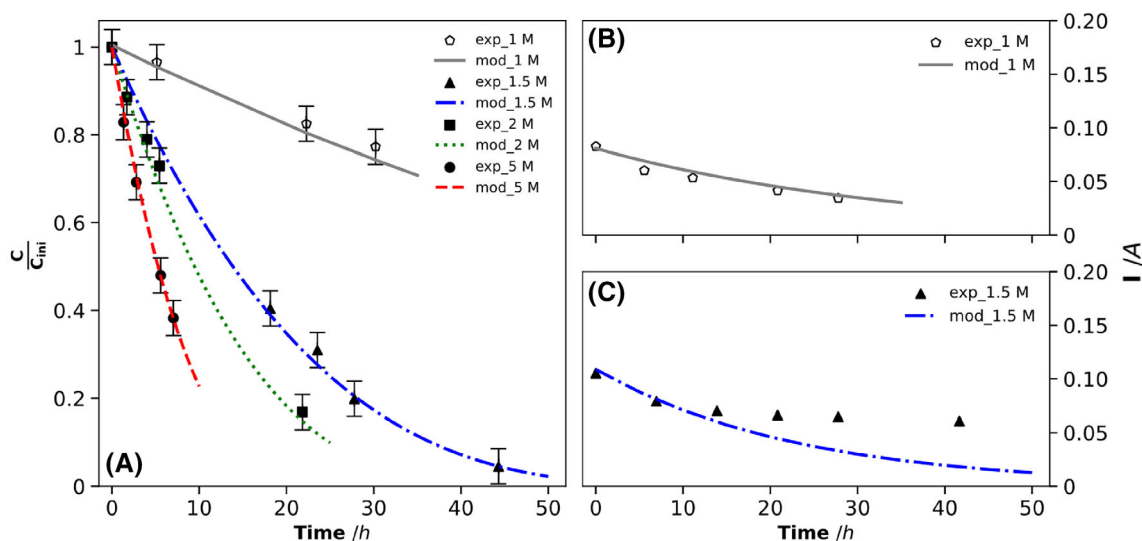 (A)
1
0.8
0.6
0.4
0.2
0
C
C_ini
exp_1 M
mod_1 M
exp_1.5 M
mod_1.5 M
exp_2 M
mod_2 M
exp_5 M
mod_5 M
0 10 20 30 40 50
Time /h
(B)
exp_1 M
mod_1 M
0.20
0.15
0.10
0.05
0
(C)
exp_1.5 M
mod_1.5 M
0.20
0.15
0.10
0.05
0
I /A
0 10 20 30 40 50
Time /h